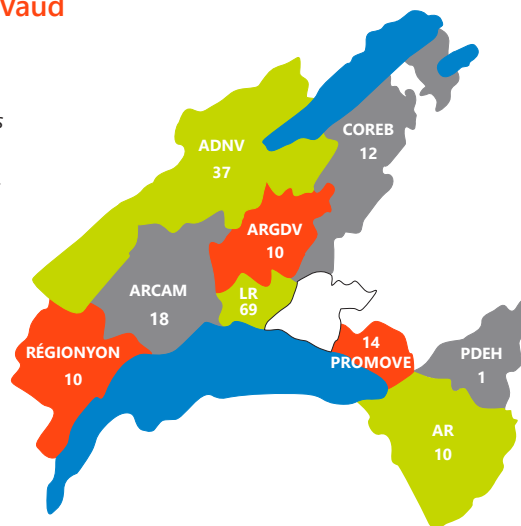 Vaud
s
COREB
12
ADNV
37
ARGDV
10
ARCAM
18
LR
69
14
PROMOVE
RÉGIONYON
10
PDEH
1
AR
10